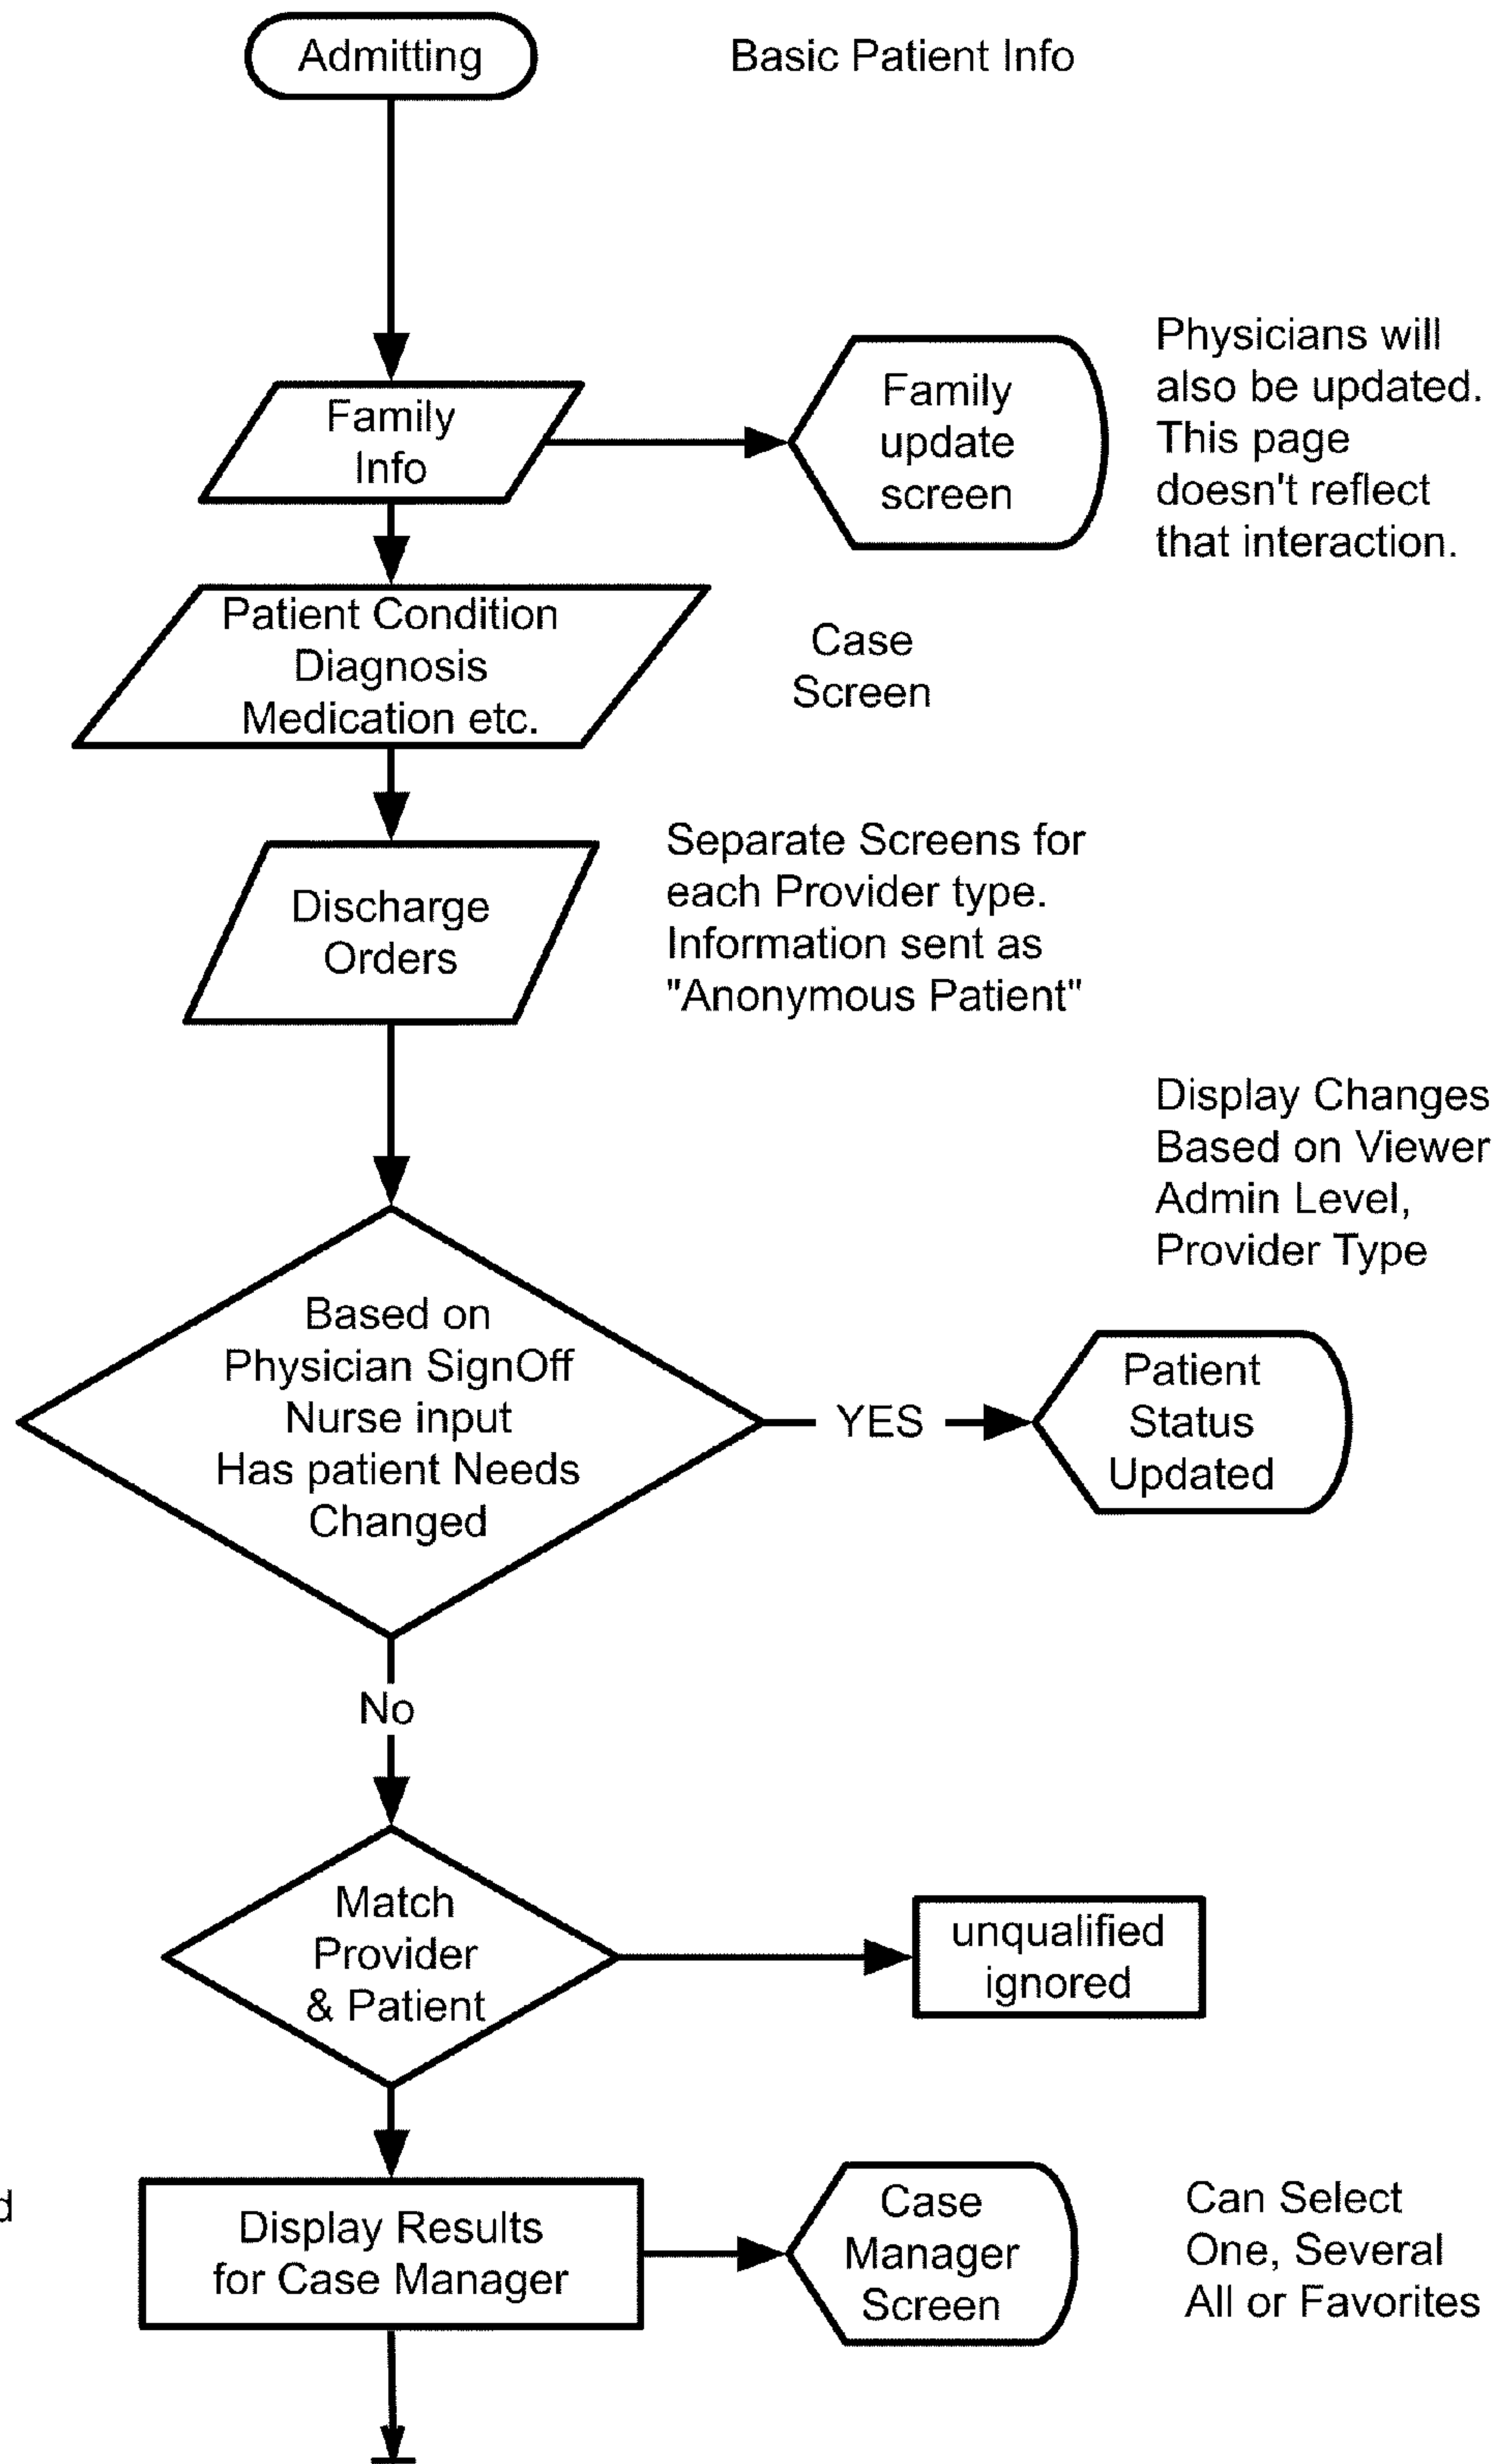 Admitting
Basic Patient Info
Family
Info
Family
update
screen
Physicians will
also be updated.
This page
doesn't reflect
that interaction.
Patient Condition
Diagnosis
Medication etc.
Case
Screen
Discharge
Orders
Separate Screens for
each Provider type.
Information sent as
"Anonymous Patient"
Display Changes
Based on Viewer
Admin Level,
Provider Type
Based on
Physician SignOff
Nurse input
Has patient Needs
Changed
YES
Patient
Status
Updated
No
Match
Provider
& Patient
unqualified
ignored
d
Display Results
for Case Manager
Case
Manager
Screen
Can Select
One, Several
All or Favorites